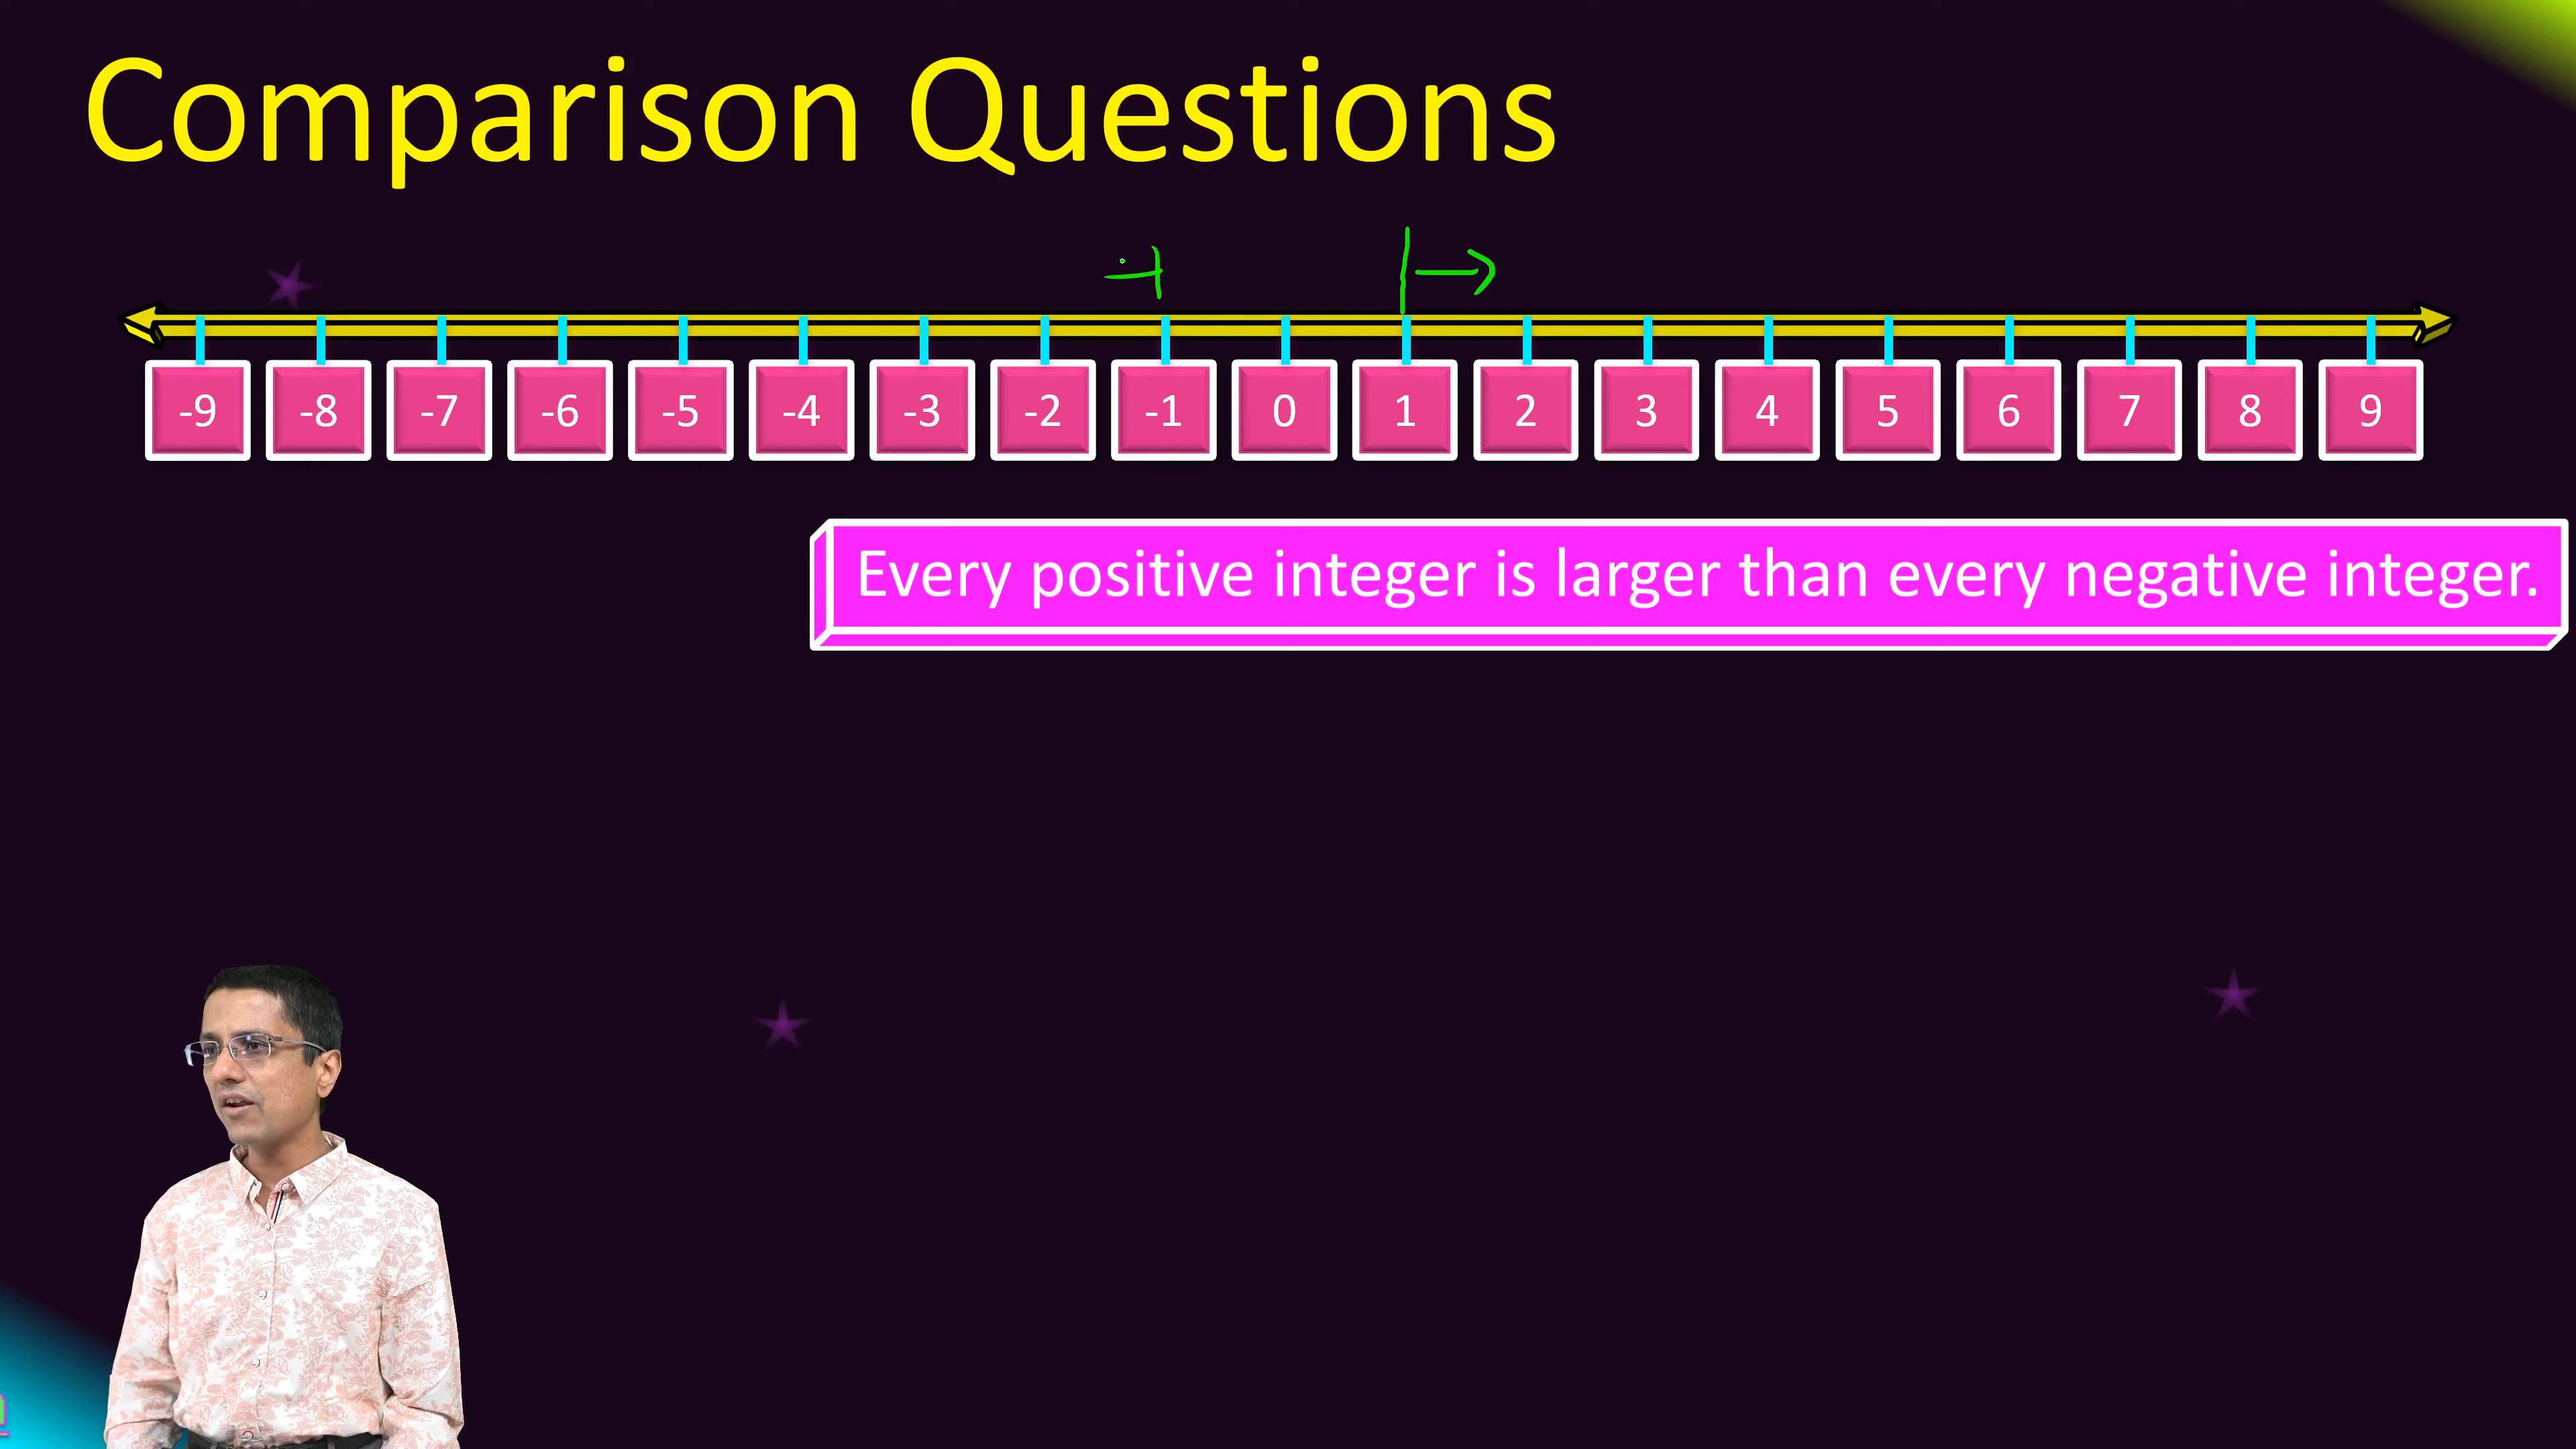 Comparison Questions
-9 -8 -7 -6 -5 -4 -3 -2 -1 0 1 2 3 4 5 6 7 8 9
Every positive integer is larger than every negative integer.